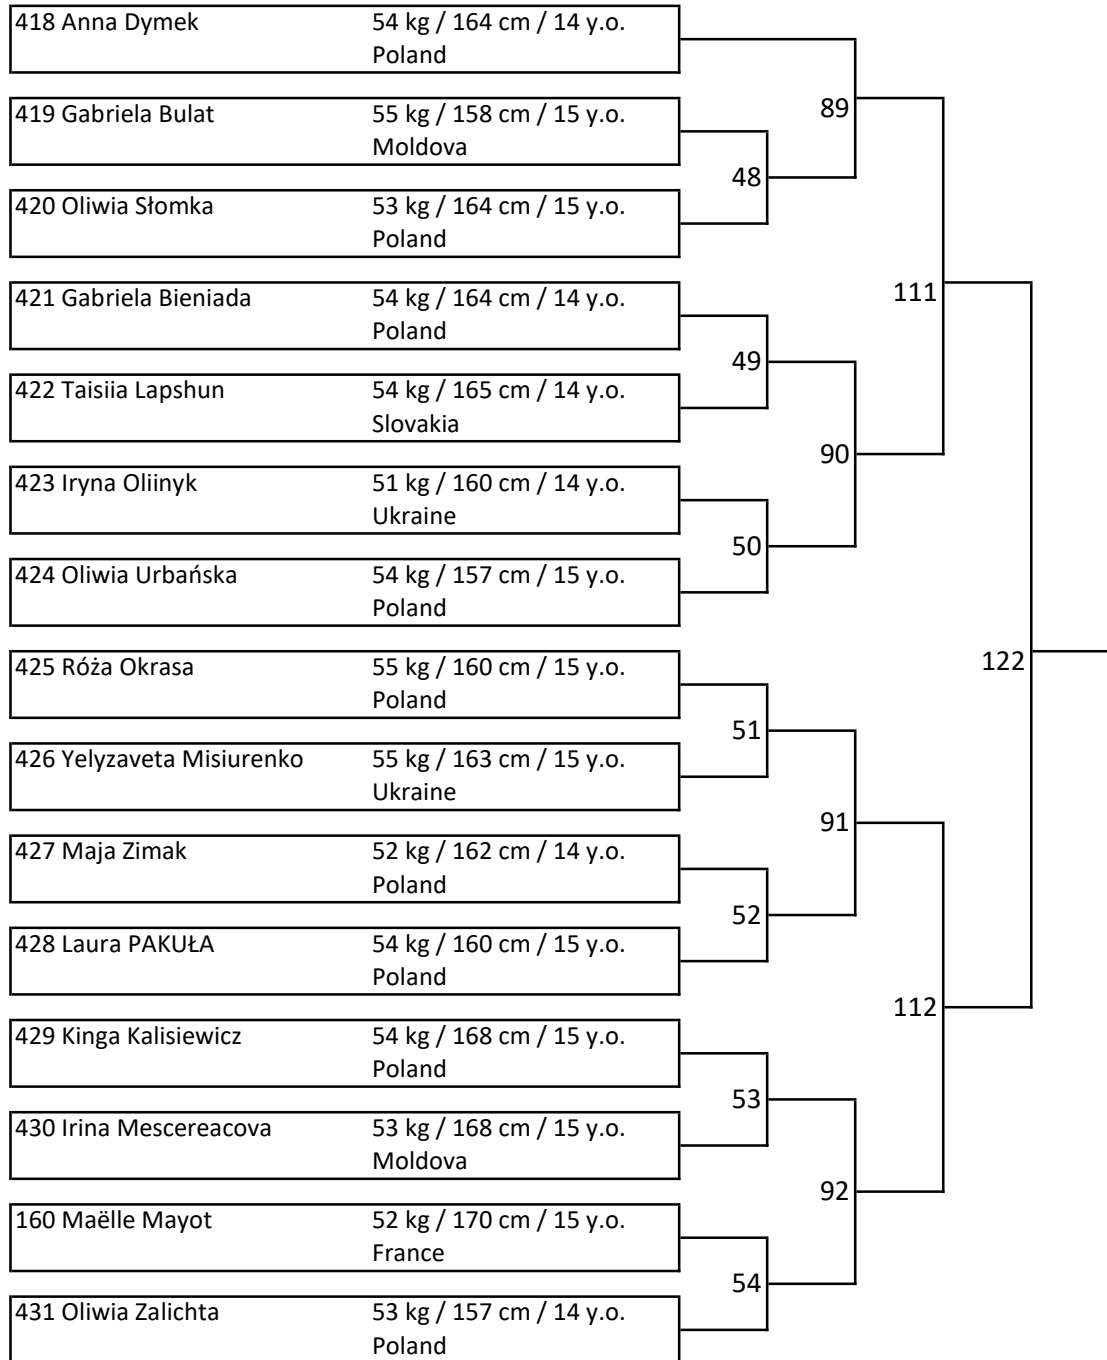 418 Anna Dymek 54 kg / 164 cm / 14 y.o.
Poland
89
419 Gabriela Bulat 55 kg / 158 cm / 15 y.o.
Moldova
48
420 Oliwia Słomka 53 kg / 164 cm / 15 y.o.
Poland
111
421 Gabriela Bieniada 54 kg / 164 cm / 14 y.o.
Poland
49
422 Taisiia Lapshun 54 kg / 165 cm / 14 y.o.
Slovakia
90
423 Iryna Oliinyk 51 kg / 160 cm / 14 y.o.
Ukraine
50
424 Oliwia Urbańska 54 kg / 157 cm / 15 y.o.
Poland
122
425 Róża Okrasa 55 kg / 160 cm / 15 y.o.
Poland
51
426 Yelyzaveta Misiurenko 55 kg / 163 cm / 15 y.o.
Ukraine
91
427 Maja Zimak 52 kg / 162 cm / 14 y.o.
Poland
52
428 Laura PAKUŁA 54 kg / 160 cm / 15 y.o.
Poland
112
429 Kinga Kalisiewicz 54 kg / 168 cm / 15 y.o.
Poland
53
430 Irina Mescereacova 53 kg / 168 cm / 15 y.o.
Moldova
92
160 Maëlle Mayot 52 kg / 170 cm / 15 y.o.
France
54
431 Oliwia Zalichta 53 kg / 157 cm / 14 y.o.
Poland